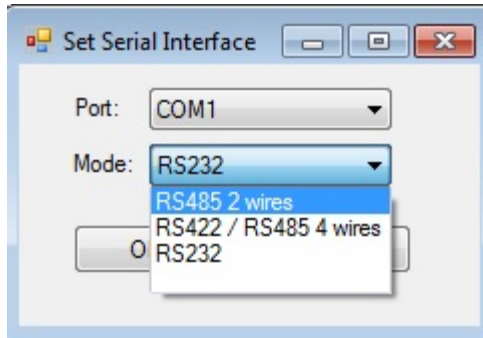 Set Serial Interface
Port: COM1
Mode: RS232
RS485 2 wires
RS422 / RS485 4 wires
RS232